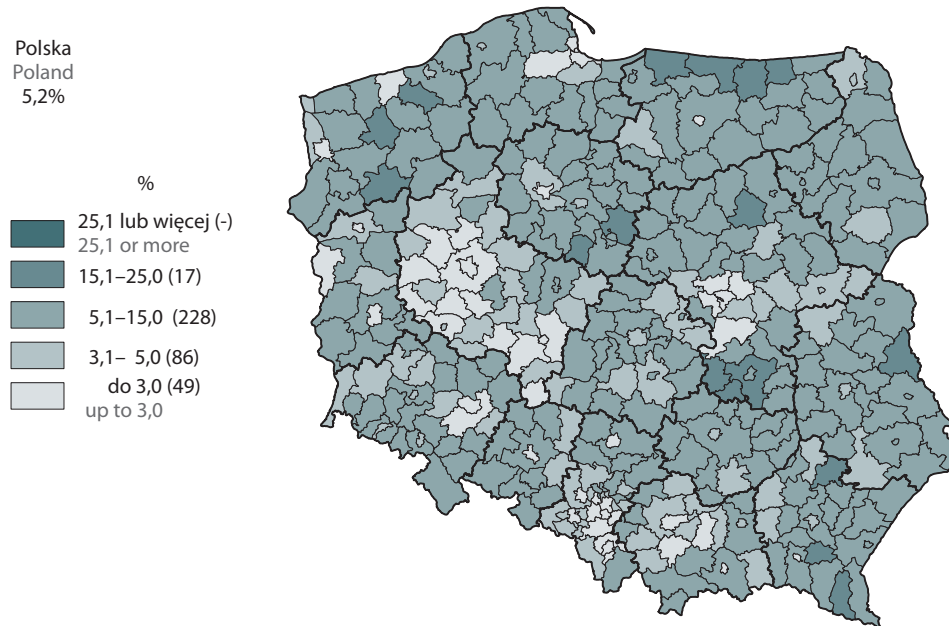 Polska
Poland
5,2%
%
25,1 lub więcej (-)
25,1 or more
15,1–25,0 (17)
5,1–15,0 (228)
3,1– 5,0 (86)
do 3,0 (49)
up to 3,0